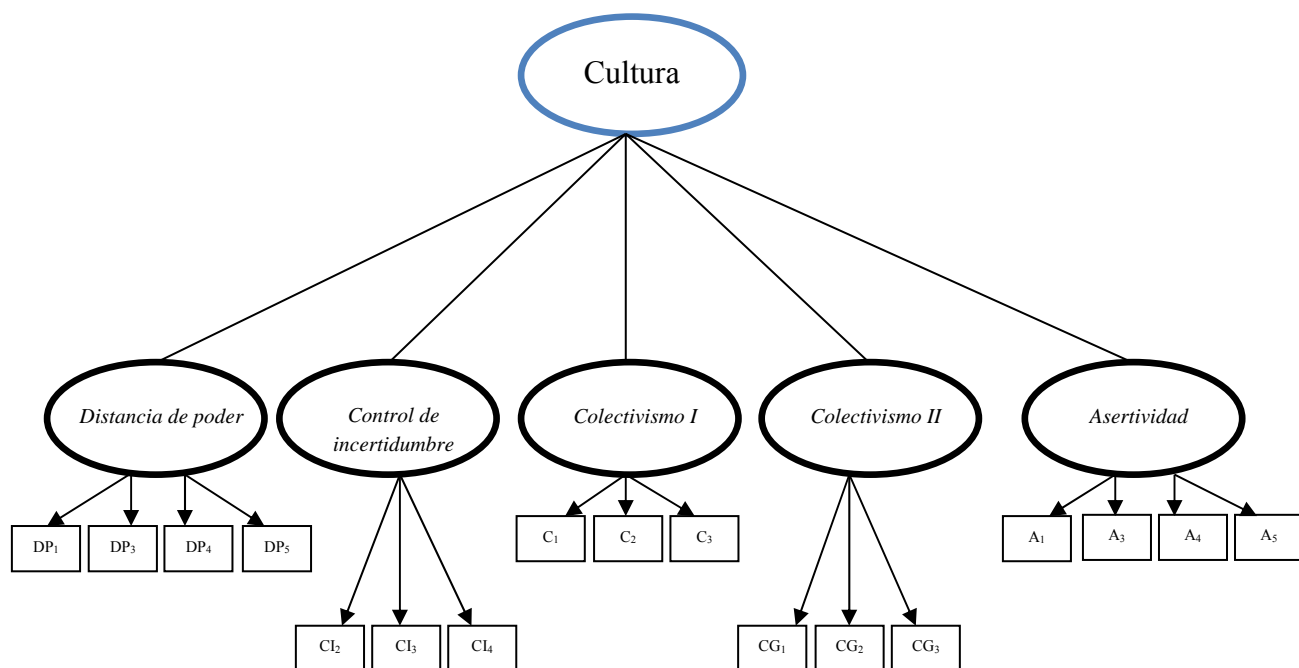 Cultura
Distancia de poder
Control de
incertidumbre
Colectivismo I
Colectivismo II
Asertividad
DP₁
DP₃
DP₄
DP₅
C₁
C₂
C₃
A₁
A₃
A₄
A₅
CI₂
CI₃
CI₄
CG₁
CG₂
CG₃